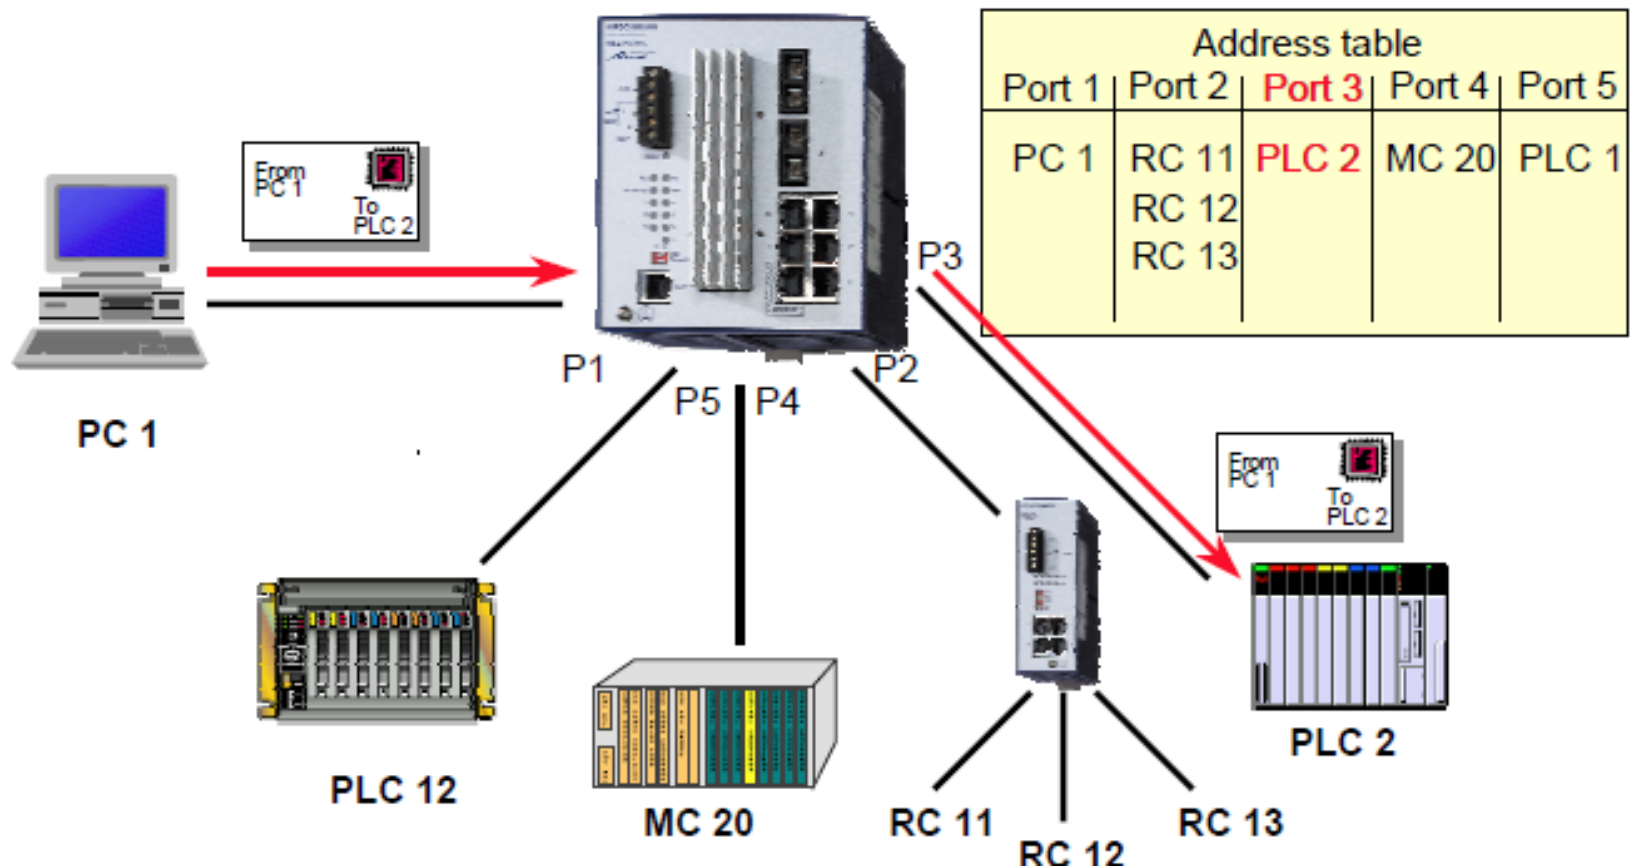 Address table
Port 1 Port 2 Port 3 Port 4 Port 5
PC 1 RC 11 PLC 2 MC 20 PLC 1
RC 12
RC 13
From
PC 1
To
PLC 2
P3
P1
P2
P5 P4
PC 1
From
PC 1
To
PLC 2
PLC 2
PLC 12
MC 20
RC 11
RC 12
RC 13